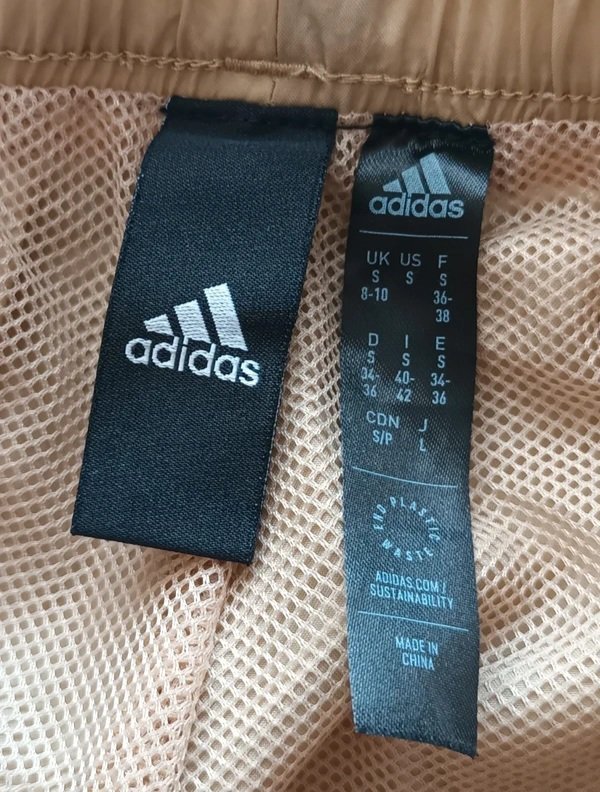 adidas
adidas
UK US F
S S S
8-10 36-
38
D I E
S S S
34- 40- 34-
36 42 36
CDN J
S/P L
END PLASTIC WASTE
ADIDAS.COM/
SUSTAINABILITY
MADE IN
CHINA